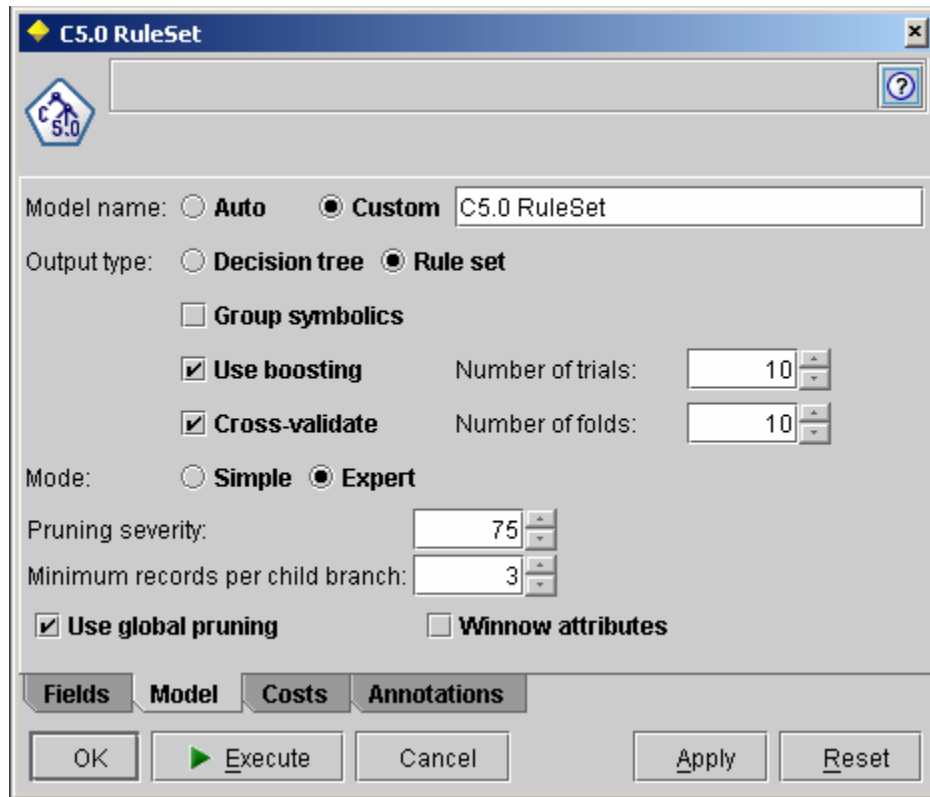 C5.0 RuleSet
C 5.0
?
Model name: Auto Custom C5.0 RuleSet
Output type: Decision tree Rule set
Group symbolics
Use boosting Number of trials: 10
Cross-validate Number of folds: 10
Mode: Simple Expert
Pruning severity: 75
Minimum records per child branch: 3
Use global pruning Winnow attributes
Fields Model Costs Annotations
OK Execute Cancel Apply Reset